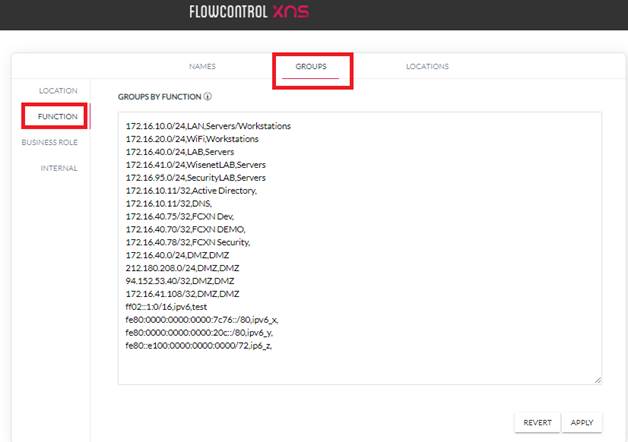 FLOWCONTROL XNS
NAMES
GROUPS
LOCATIONS
LOCATION
FUNCTION
BUSINESS ROLE
INTERNAL
GROUPS BY FUNCTION
172.16.10.0/24,LAN,Servers/Workstations
172.16.20.0/24,WiFi,Workstations
172.16.40.0/24,LAB,Servers
172.16.41.0/24,WisenetLAB,Servers
172.16.95.0/24,SecurityLAB,Servers
172.16.10.11/32,Active Directory,
172.16.10.11/32,DNS,
172.16.40.75/32,FCXN Dev,
172.16.40.70/32,FCXN DEMO,
172.16.40.78/32,FCXN Security,
172.16.40.0/24,DMZ,DMZ
212.180.208.0/24,DMZ,DMZ
94.152.53.40/32,DMZ,DMZ
172.16.41.108/32,DMZ,DMZ
ff02::1:0/16,ipv6,test
fe80:0000:0000:0000:7c76::/80,ipv6_x,
fe80:0000:0000:0000:20c::/80,ipv6_y,
fe80::e100:0000:0000:0000/72,ip6_z,
REVERT
APPLY